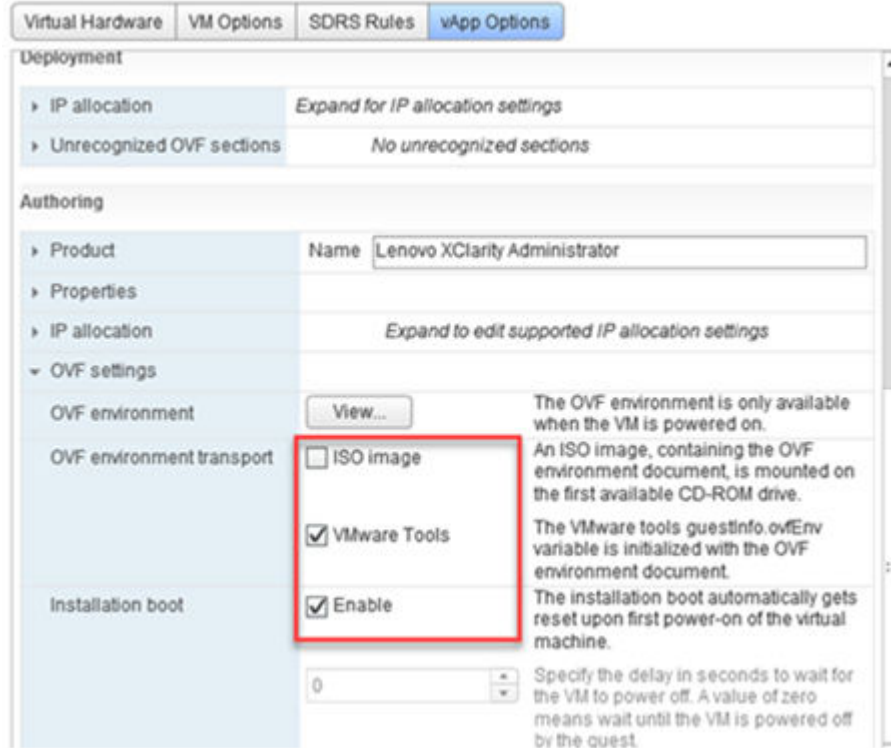 Virtual Hardware VM Options SDRS Rules vApp Options
Deployment
IP allocation Expand for IP allocation settings
Unrecognized OVF sections No unrecognized sections
Authoring
Product Name Lenovo XClarity Administrator
Properties
IP allocation Expand to edit supported IP allocation settings
OVF settings
OVF environment View... The OVF environment is only available
when the VM is powered on.
OVF environment transport ISO image An ISO image, containing the OVF
environment document, is mounted on
the first available CD-ROM drive.
VMware Tools The VMware tools guestInfo.ovfEnv
variable is initialized with the OVF
environment document.
Installation boot Enable The installation boot automatically gets
reset upon first power-on of the virtual
machine.
0 Specify the delay in seconds to wait for
the VM to power off. A value of zero
means wait until the VM is powered off
by the guest.